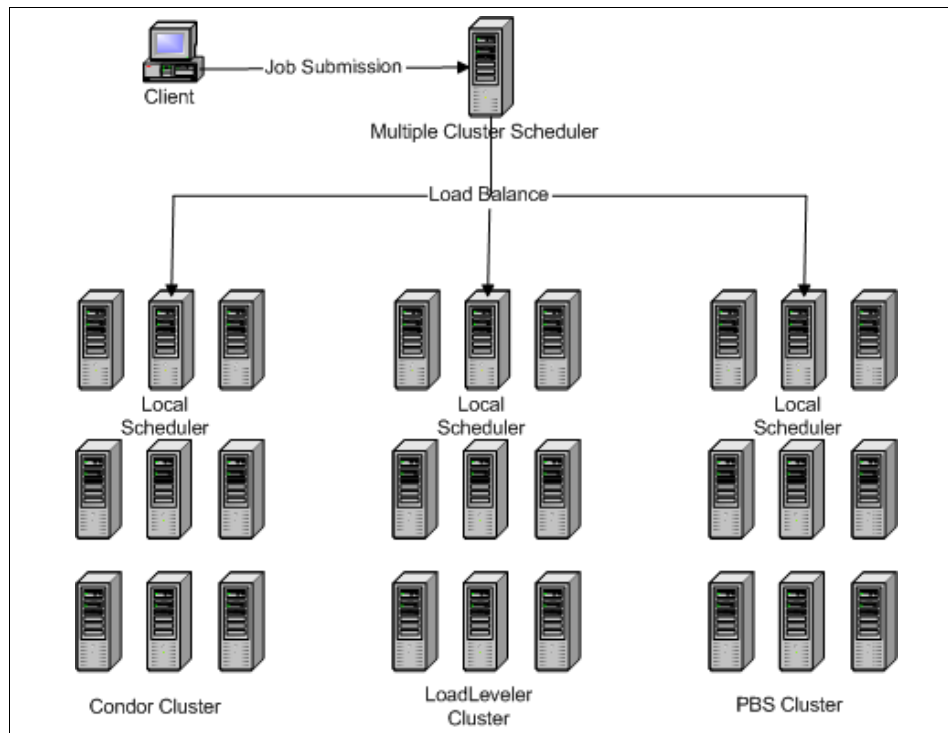 Job Submission
Client
Multiple Cluster Scheduler
Load Balance
Local
Scheduler
Local
Scheduler
Local
Scheduler
Condor Cluster
LoadLeveler
Cluster
PBS Cluster